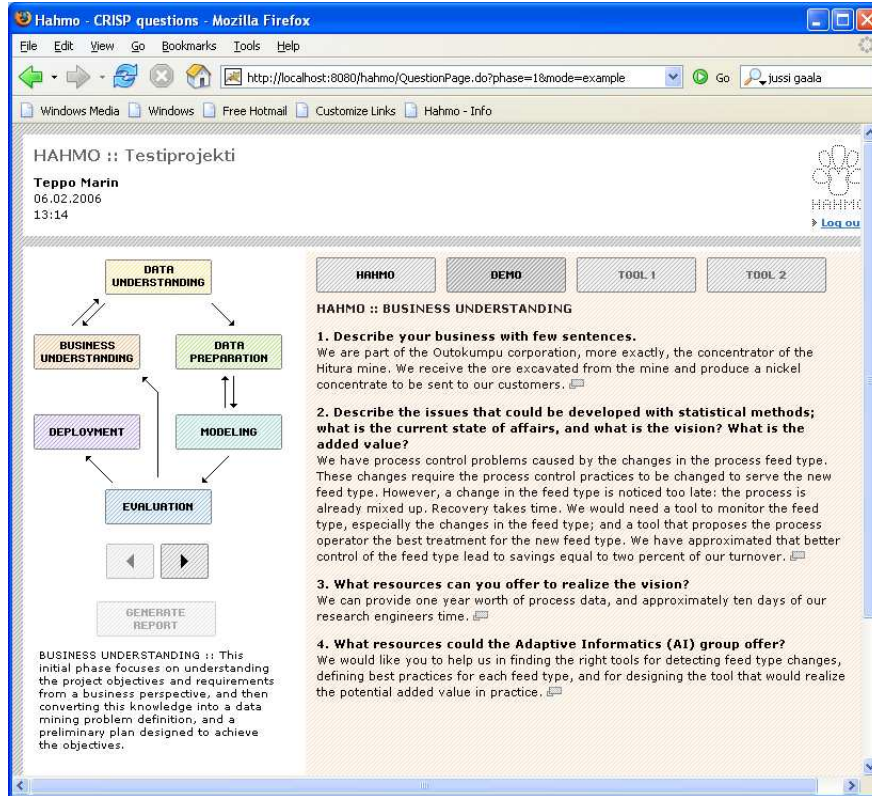 Hahmo - CRISP questions - Mozilla Firefox
File Edit View Go Bookmarks Tools Help
http://localhost:8080/hahmo/QuestionPage.do?phase=1&mode=example Go jussi gaala
Windows Media Windows Free Hotmail Customize Links Hahmo - Info
HAHMO :: Testiprojekti
Teppo Marin
06.02.2006
13:14
HAHMO
Log ou
DATA
UNDERSTANDING
BUSINESS
UNDERSTANDING
DATA
PREPARATION
DEPLOYMENT
MODELING
EVALUATION
GENERATE
REPORT
BUSINESS UNDERSTANDING :: This
initial phase focuses on understanding
the project objectives and requirements
from a business perspective, and then
converting this knowledge into a data
mining problem definition, and a
preliminary plan designed to achieve
the objectives.
HAHMO DEMO TOOL 1 TOOL 2
HAHMO :: BUSINESS UNDERSTANDING
1. Describe your business with few sentences.
We are part of the Outokumpu corporation, more exactly, the concentrator of the
Hitura mine. We receive the ore excavated from the mine and produce a nickel
concentrate to be sent to our customers.
2. Describe the issues that could be developed with statistical methods;
what is the current state of affairs, and what is the vision? What is the
added value?
We have process control problems caused by the changes in the process feed type.
These changes require the process control practices to be changed to serve the new
feed type. However, a change in the feed type is noticed too late: the process is
already mixed up. Recovery takes time. We would need a tool to monitor the feed
type, especially the changes in the feed type; and a tool that proposes the process
operator the best treatment for the new feed type. We have approximated that better
control of the feed type lead to savings equal to two percent of our turnover.
3. What resources can you offer to realize the vision?
We can provide one year worth of process data, and approximately ten days of our
research engineers time.
4. What resources could the Adaptive Informatics (AI) group offer?
We would like you to help us in finding the right tools for detecting feed type changes,
defining best practices for each feed type, and for designing the tool that would realize
the potential added value in practice.